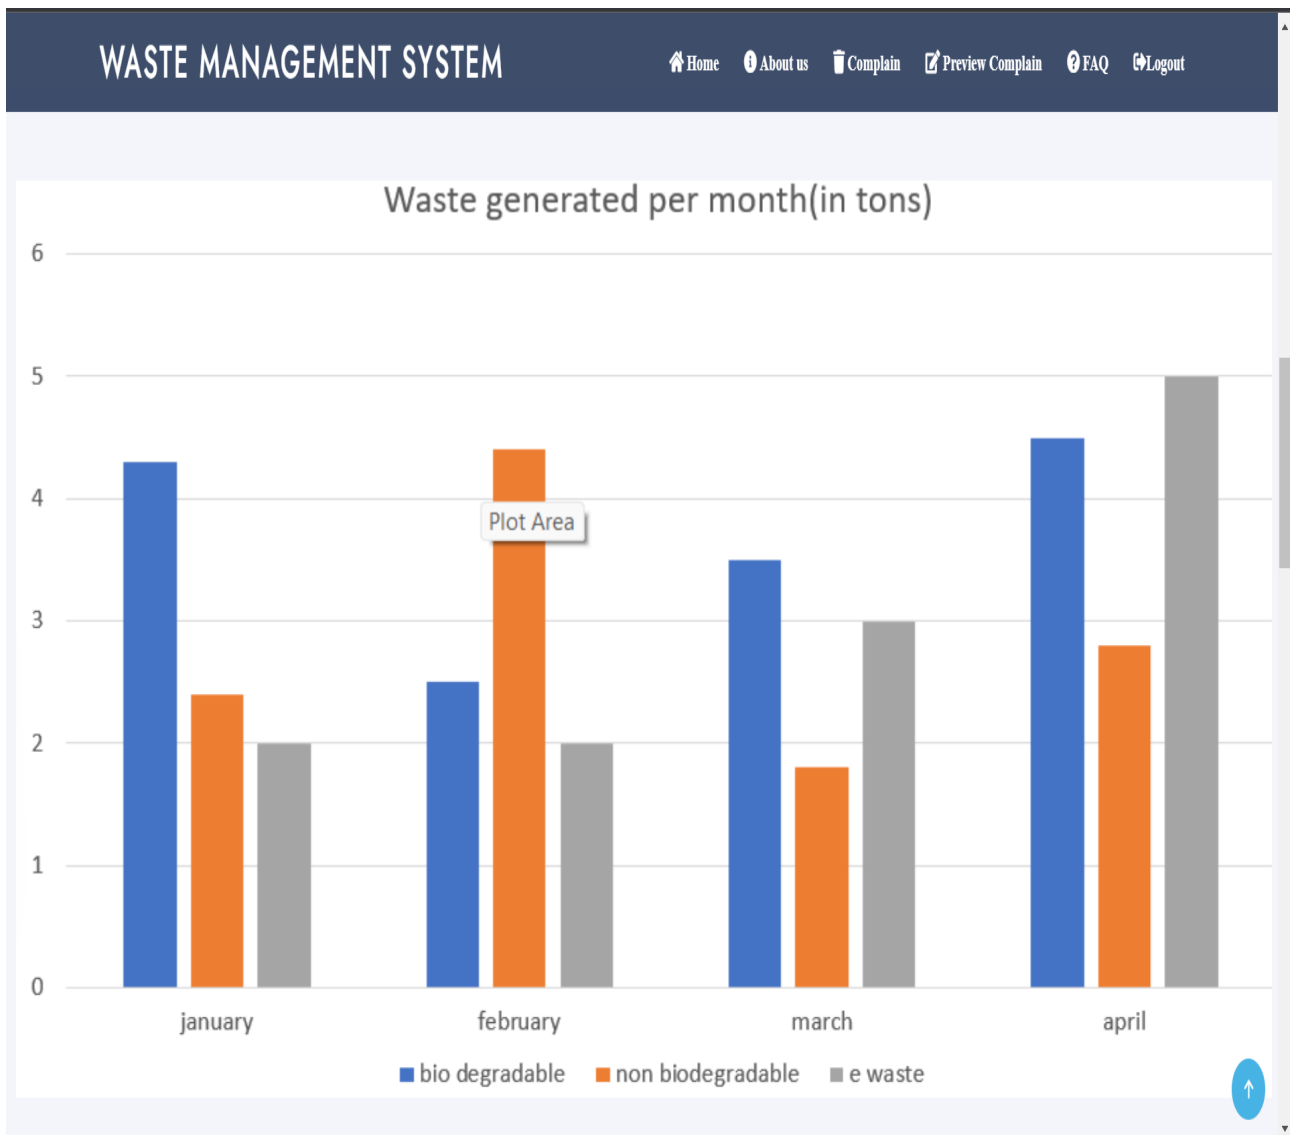 WASTE MANAGEMENT SYSTEM
Home About us Complain Preview Complain FAQ Logout
Waste generated per month(in tons)
6
5
4
Plot Area
3
2
1
0
january february march april
bio degradable non biodegradable e waste